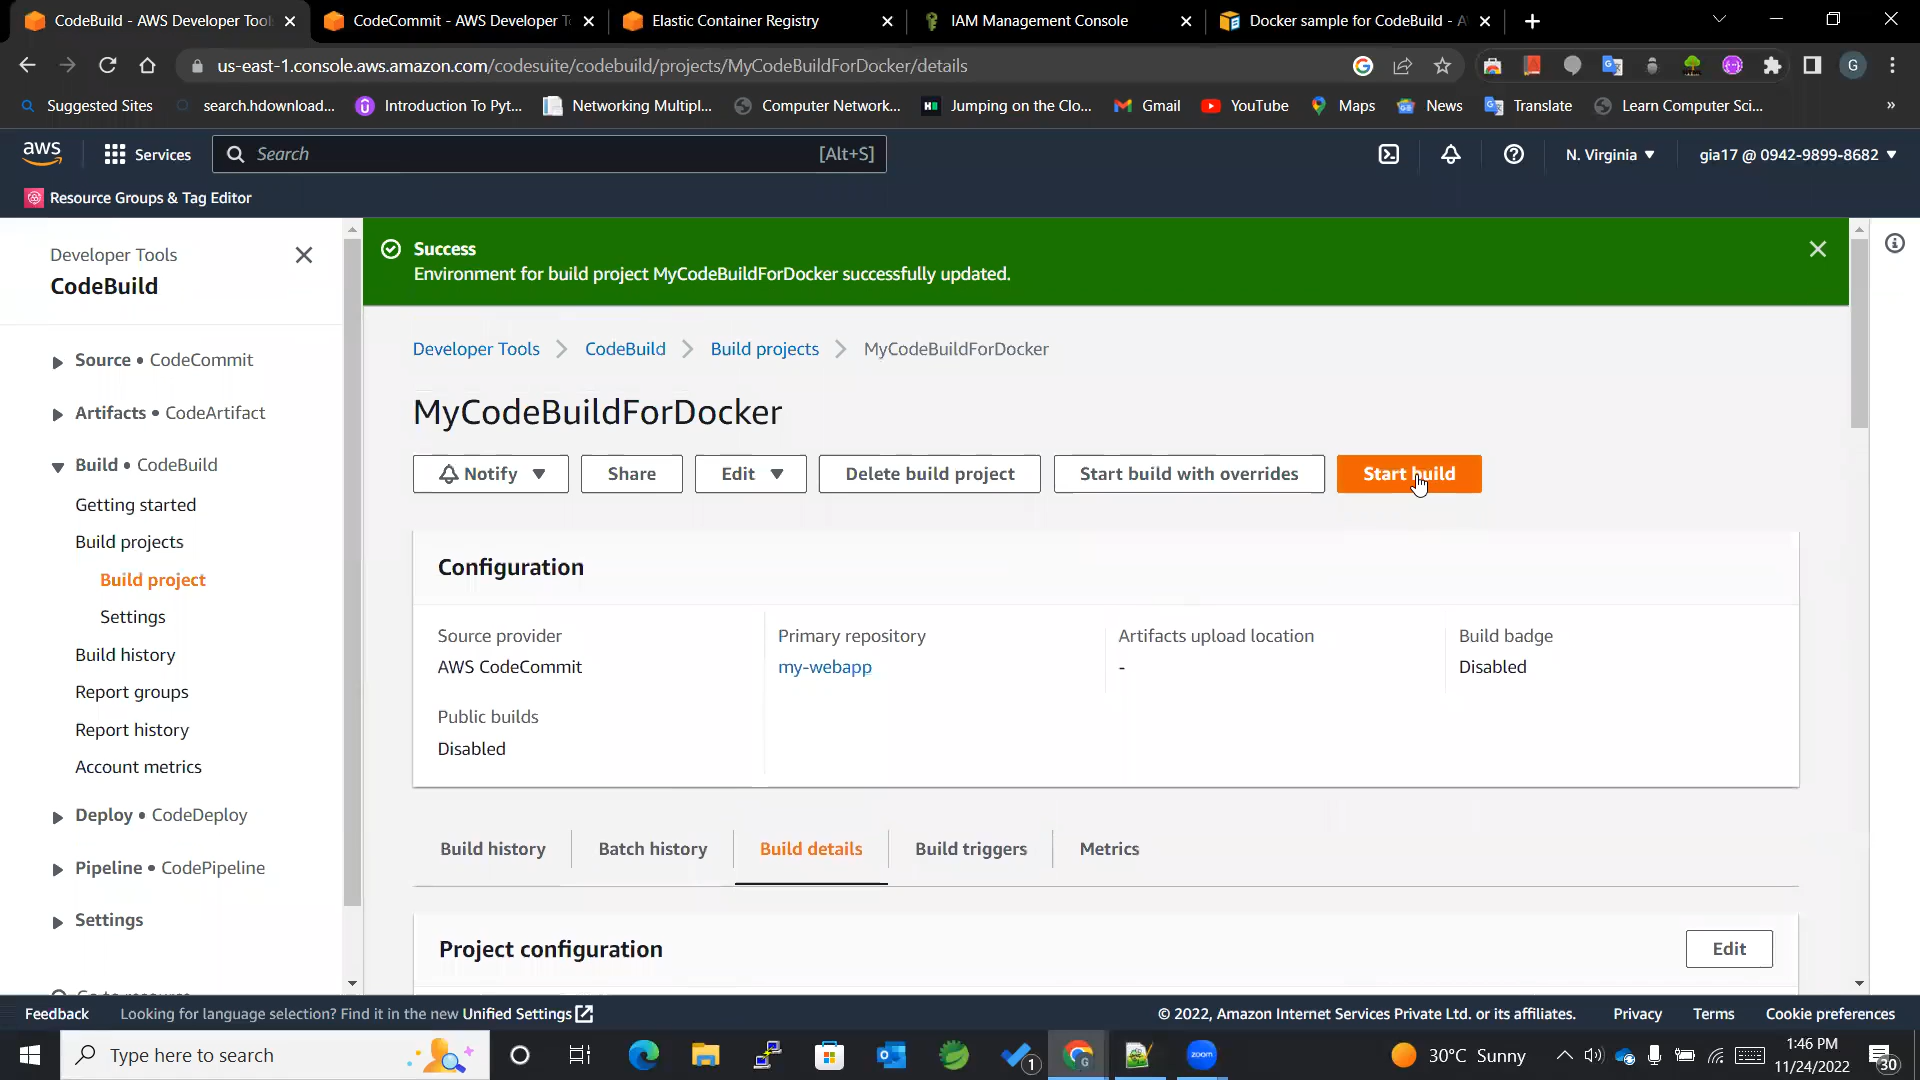 CodeBuild - AWS Developer Tool
CodeCommit - AWS Developer T
Elastic Container Registry
IAM Management Console
Docker sample for CodeBuild - A
us-east-1.console.aws.amazon.com/codesuite/codebuild/projects/MyCodeBuildForDocker/details
G
Suggested Sites
search.hdownload...
Introduction To Pyt...
Networking Multipl...
Computer Network...
Jumping on the Clo...
Gmail
YouTube
Maps
News
Translate
Learn Computer Sci...
»
aws
Services
Search
[Alt+S]
N. Virginia
gia17 @ 0942-9899-8682
Resource Groups & Tag Editor
Developer Tools
CodeBuild
Source • CodeCommit
Artifacts • CodeArtifact
Build • CodeBuild
Getting started
Build projects
Build project
Settings
Build history
Report groups
Report history
Account metrics
Deploy • CodeDeploy
Pipeline • CodePipeline
Settings
Success
Environment for build project MyCodeBuildForDocker successfully updated.
Developer Tools
CodeBuild
Build projects
MyCodeBuildForDocker
MyCodeBuildForDocker
Notify
Share
Edit
Delete build project
Start build with overrides
Start build
Configuration
Source provider
AWS CodeCommit
Primary repository
my-webapp
Artifacts upload location
-
Build badge
Disabled
Public builds
Disabled
Build history
Batch history
Build details
Build triggers
Metrics
Project configuration
Edit
Feedback
Looking for language selection? Find it in the new Unified Settings
© 2022, Amazon Internet Services Private Ltd. or its affiliates.
Privacy
Terms
Cookie preferences
Type here to search
1
zoom
30°C Sunny
1:46 PM
11/24/2022
30